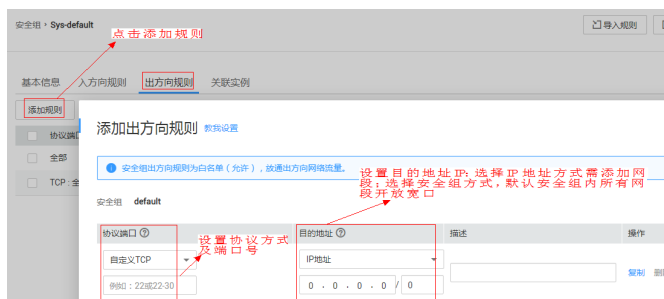 安全组 › Sys-default
导入规则
点击添加规则
基本信息 入方向规则 出方向规则 关联实例
添加规则
协议端口
全部
TCP : 全
添加出方向规则 教我设置
安全组出方向规则为白名单（允许），放通出方向网络流量。
设置目的地址 IP: 选择 IP 地址方式需添加网
段；选择安全组方式，默认安全组内所有网
段开放宽口
安全组 default
协议端口 ? 目的地址 ? 描述 操作
设置协议方式
及端口号
自定义TCP IP地址
复制
例如：22或22-30 0 . 0 . 0 . 0 / 0